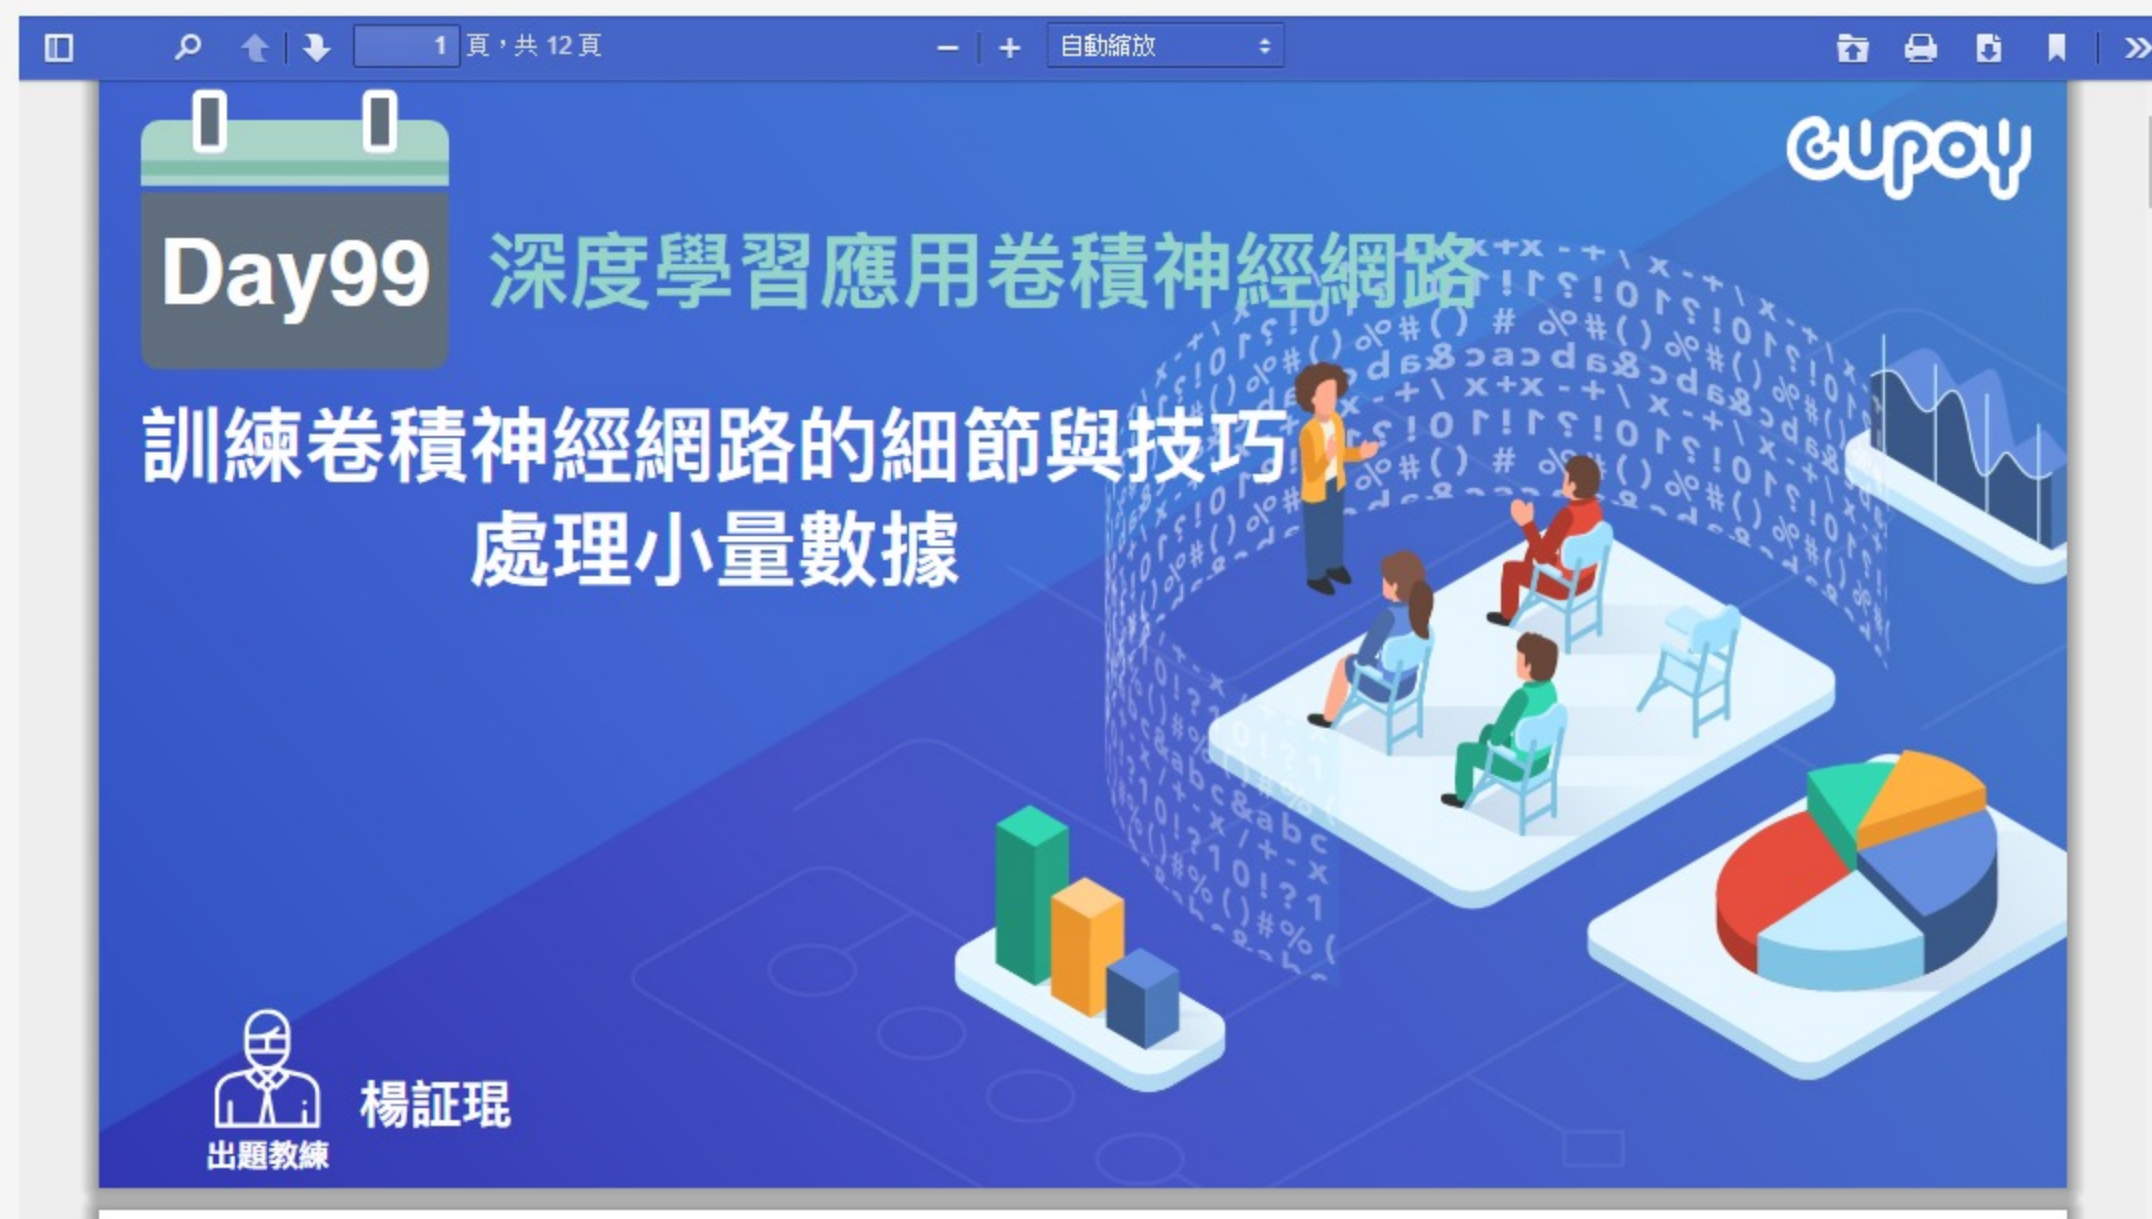 1 頁，共 12 頁
自動縮放
cupoy
Day99
深度學習應用卷積神經網路
訓練卷積神經網路的細節與技巧
處理小量數據
楊証琨
出題教練